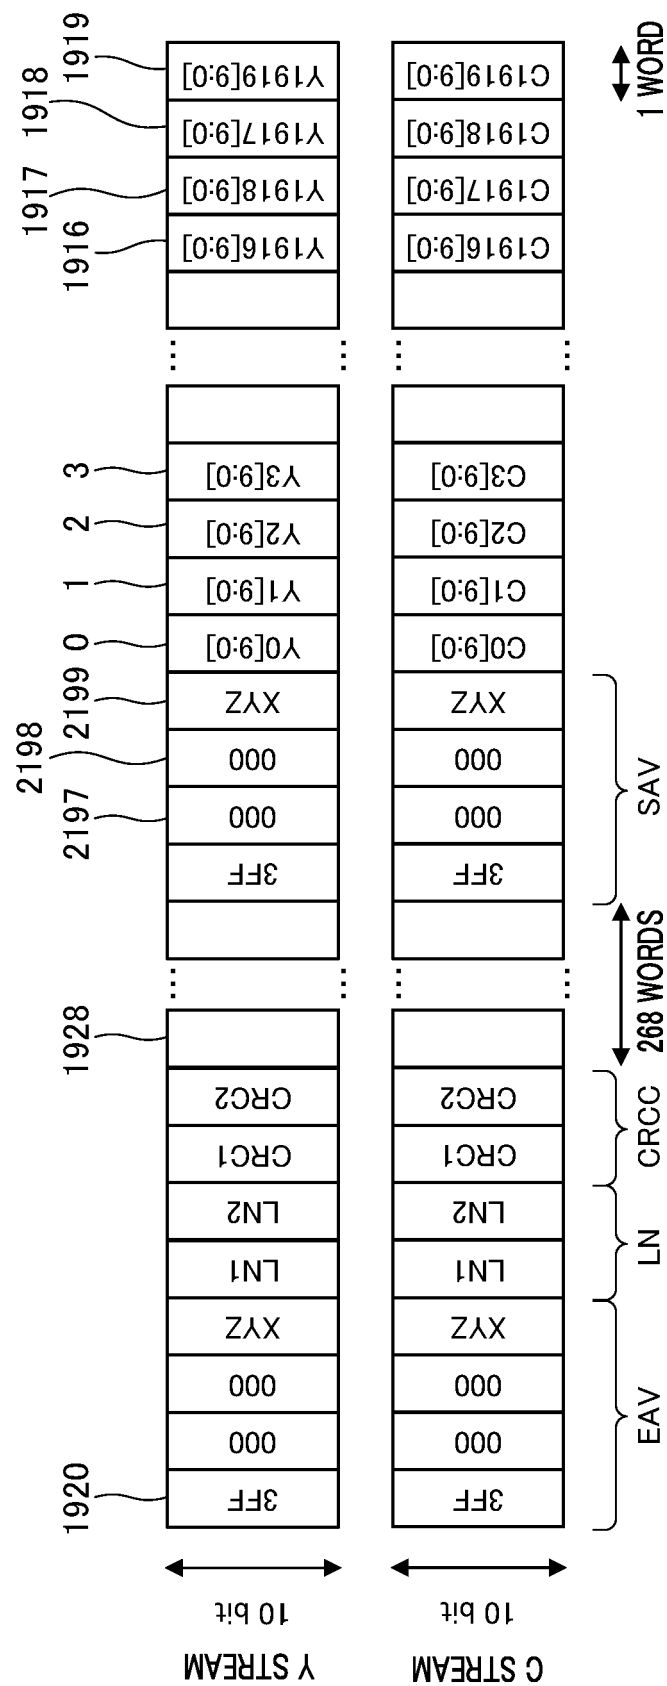 1920
1928
2197
2198
2199
0
1
2
3
1916
1917
1918
1919
Y STREAM
10 bit
3FF
000
000
XYZ
LN1
LN2
CRC1
CRC2
...
...
3FF
000
000
XYZ
Y0[9:0]
Y1[9:0]
Y2[9:0]
Y3[9:0]
...
...
Y1916[9:0]
Y1918[9:0]
Y1917[9:0]
Y1919[9:0]
C STREAM
10 bit
3FF
000
000
XYZ
LN1
LN2
CRC1
CRC2
...
...
3FF
000
000
XYZ
C0[9:0]
C1[9:0]
C2[9:0]
C3[9:0]
...
...
C1916[9:0]
C1917[9:0]
C1918[9:0]
C1919[9:0]
EAV
LN
CRCC
268 WORDS
SAV
1 WORD